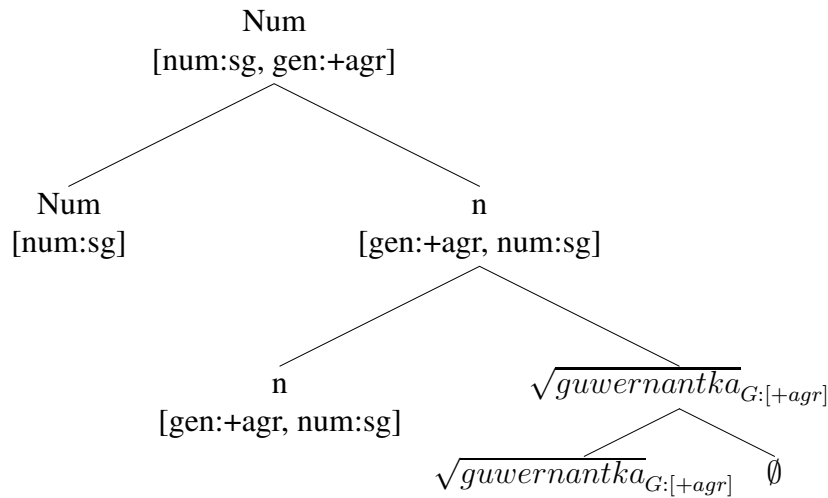 Num
[num:sg, gen:+agr]
Num
[num:sg]
n
[gen:+agr, num:sg]
n
[gen:+agr, num:sg]
√guwernantka G:[+agr]
√guwernantka G:[+agr]
∅